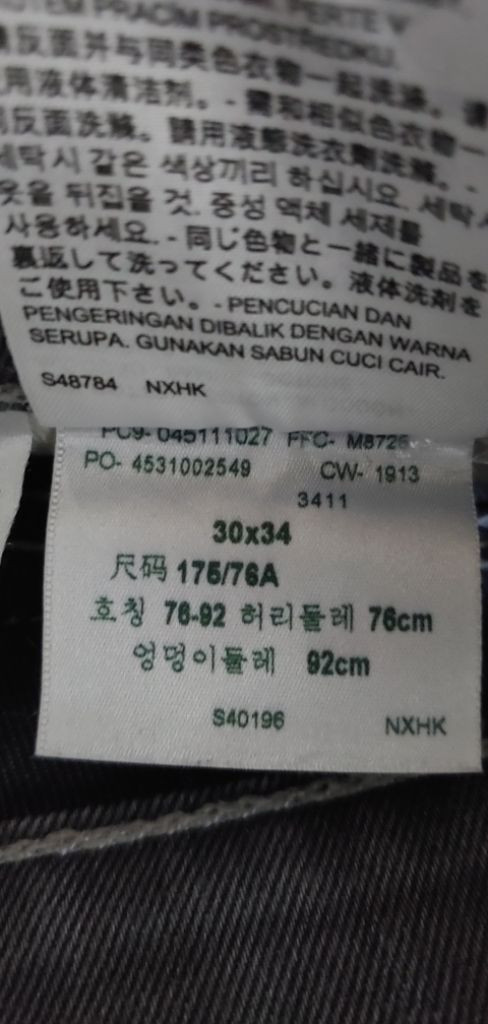 PRACÍM PROSTŘEDKU.
反面并与同类色衣物一起洗涤。
用液体清洁剂。- 需和相似色衣物一
反面洗滌。請用液態洗衣劑洗滌。-
세탁시 같은 색상끼리 하십시요. 세탁시
옷을 뒤집을 것. 중성 액체 세제를
사용하세요. - 同じ色物と一緒に製品を
裏返して洗ってください。液体洗剤を
ご使用下さい。- PENCUCIAN DAN
PENGERINGAN DIBALIK DENGAN WARNA
SERUPA. GUNAKAN SABUN CUCI CAIR.
S48784 NXHK
PC9- 045111027 FFC- M8726
PO- 4531002549 CW- 1913
3411
30x34
尺码 175/76A
호칭 76-92 허리둘레 76cm
엉덩이둘레 92cm
S40196 NXHK